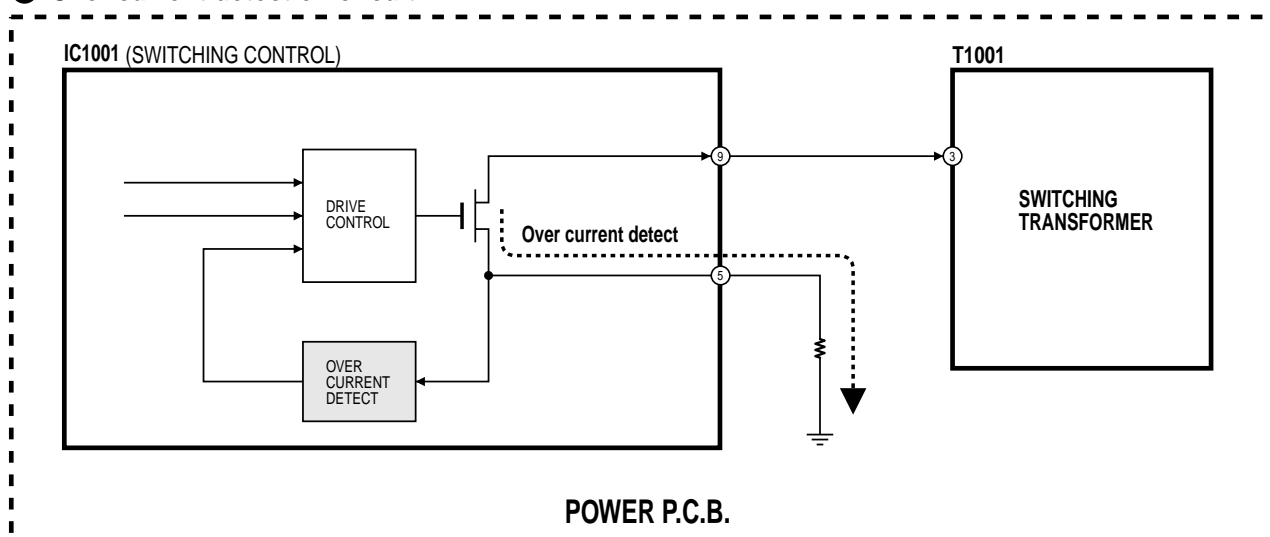 IC1001 (SWITCHING CONTROL)
T1001
9
3
DRIVE
CONTROL
SWITCHING
TRANSFORMER
Over current detect
5
OVER
CURRENT
DETECT
POWER P.C.B.